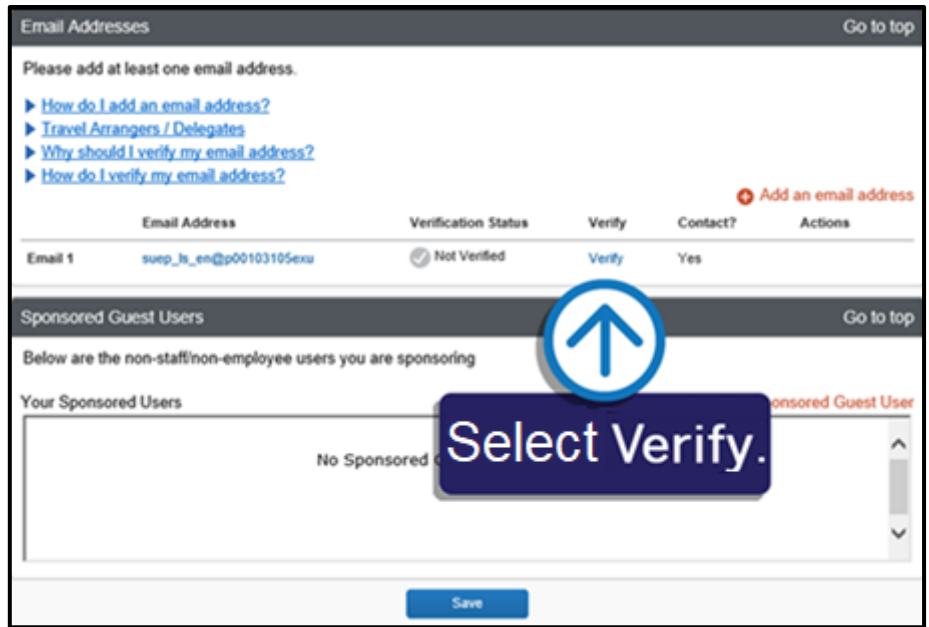 Email Addresses Go to top
Please add at least one email address.
How do I add an email address?
Travel Arrangers / Delegates
Why should I verify my email address?
How do I verify my email address?
Add an email address
Email Address Verification Status Verify Contact? Actions
Email 1 suep_ls_en@p00103105exu Not Verified Verify Yes
Sponsored Guest Users Go to top
Below are the non-staff/non-employee users you are sponsoring
Your Sponsored Users onsored Guest User
No Sponsored
Select Verify.
Save